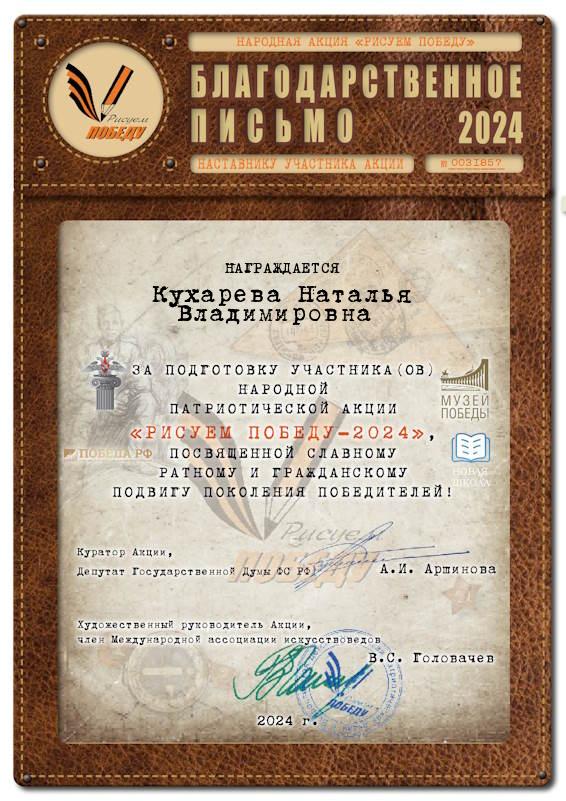 НАРОДНАЯ АКЦИЯ «РИСУЕМ ПОБЕДУ»
БЛАГОДАРСТВЕННОЕ
ПИСЬМО 2024
НАСТАВНИКУ УЧАСТНИКА АКЦИИ
№ 0031857
Рисуем
ПОБЕДУ
НАГРАЖДАЕТСЯ
Кухарева Наталья
Владимировна
ЗА ПОДГОТОВКУ УЧАСТНИКА(ОВ)
НАРОДНОЙ
ПАТРИОТИЧЕСКОЙ АКЦИИ
«РИСУЕМ ПОБЕДУ-2024»,
ПОСВЯЩЕННОЙ СЛАВНОМУ
РАТНОМУ И ГРАЖДАНСКОМУ
ПОДВИГУ ПОКОЛЕНИЯ ПОБЕДИТЕЛЕЙ!
МУЗЕЙ
ПОБЕДЫ
ПОБЕДА РФ
НОВАЯ
ШКОЛА
Рисуем
ПОБЕДУ
Куратор Акции,
Депутат Государственной Думы ФС РФ
А.И. Аршинова
Художественный руководитель Акции,
член Международной ассоциации искусствоведов
В.С. Головачев
ПОБЕДУ
2024 г.